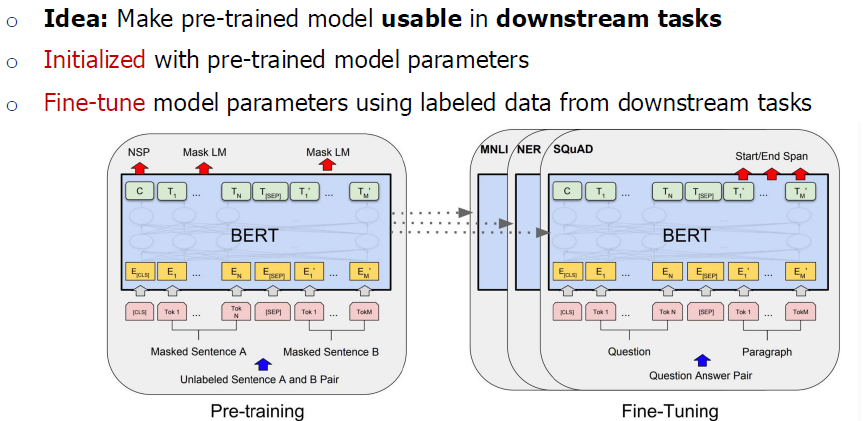 Idea: Make pre-trained model usable in downstream tasks
Initialized with pre-trained model parameters
Fine-tune model parameters using labeled data from downstream tasks
NSP Mask LM Mask LM
C T1 ... TN T[SEP] T1' ... TM'
BERT
E[CLS] E1 ... EN E[SEP] E1' ... EM'
[CLS] Tok 1 ... Tok N [SEP] Tok 1 ... TokM
Masked Sentence A Masked Sentence B
Unlabeled Sentence A and B Pair
Pre-training
MNLI NER SQuAD
Start/End Span
C T1 ... TN T[SEP] T1' ... TM'
BERT
E[CLS] E1 ... EN E[SEP] E1' ... EM'
[CLS] Tok 1 ... Tok N [SEP] Tok 1 ... TokM
Question Paragraph
Question Answer Pair
Fine-Tuning